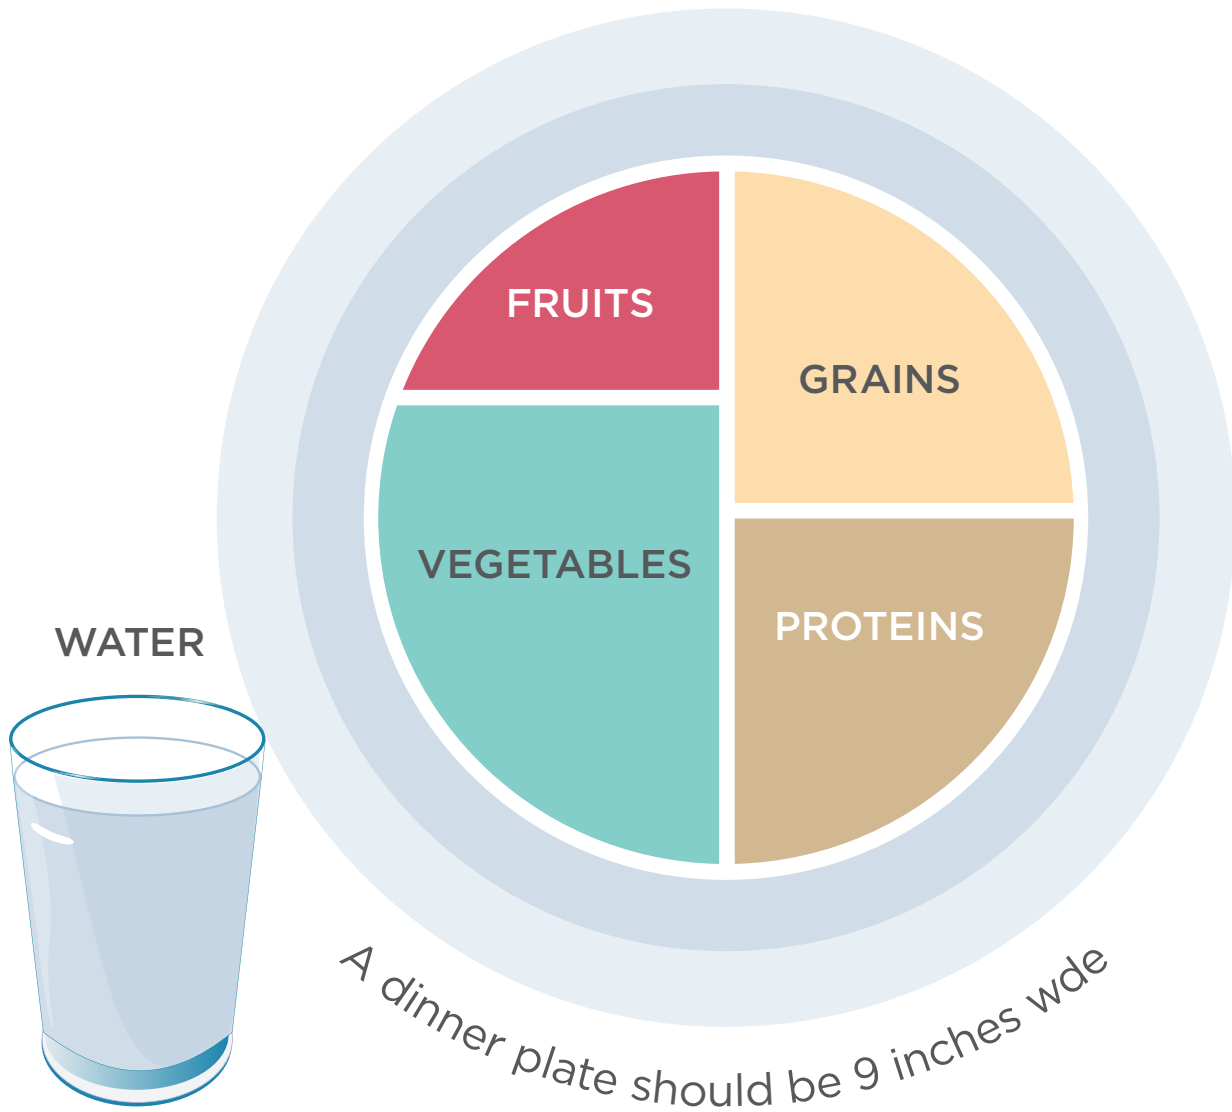 FRUITS
GRAINS
VEGETABLES
PROTEINS
WATER
A dinner plate should be 9 inches wde